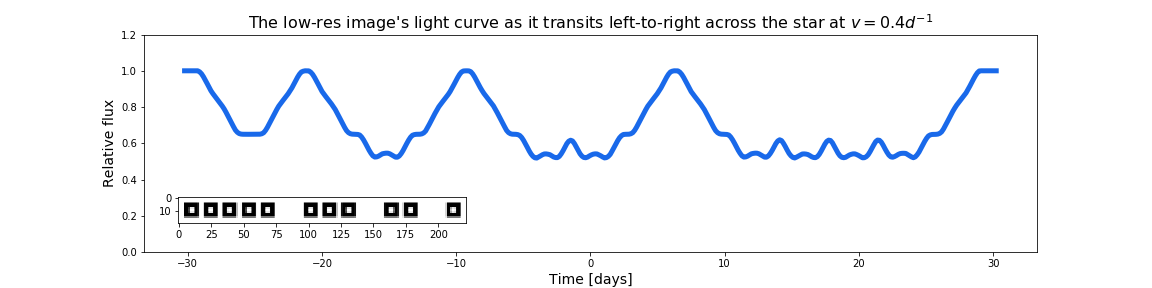 The low-res image's light curve as it transits left-to-right across the star at v = 0.4d⁻¹
1.2
1.0
0.8
0.6
0.4
0.2
0.0
Relative flux
0
10
0 25 50 75 100 125 150 175 200
−30 −20 −10 0 10 20 30
Time [days]